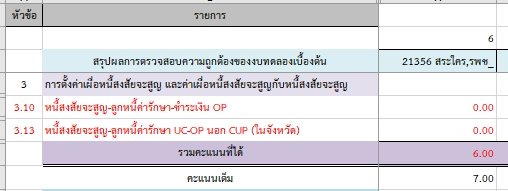 หัวข้อ รายการ
6
สรุปผลการตรวจสอบความถูกต้องของงบทดลองเบื้องต้น 21356 สระใคร,รพช_
3 การตั้งค่าเผื่อหนี้สงสัยจะสูญ และค่าเผื่อหนี้สงสัยจะสูญกับหนี้สงสัยจะสูญ
3.10 หนี้สงสัยจะสูญ-ลูกหนี้ค่ารักษา-ชำระเงิน OP 0.00
3.13 หนี้สงสัยจะสูญ-ลูกหนี้ค่ารักษา UC-OP นอก CUP (ในจังหวัด) 0.00
รวมคะแนนที่ได้ 6.00
คะแนนเต็ม 7.00